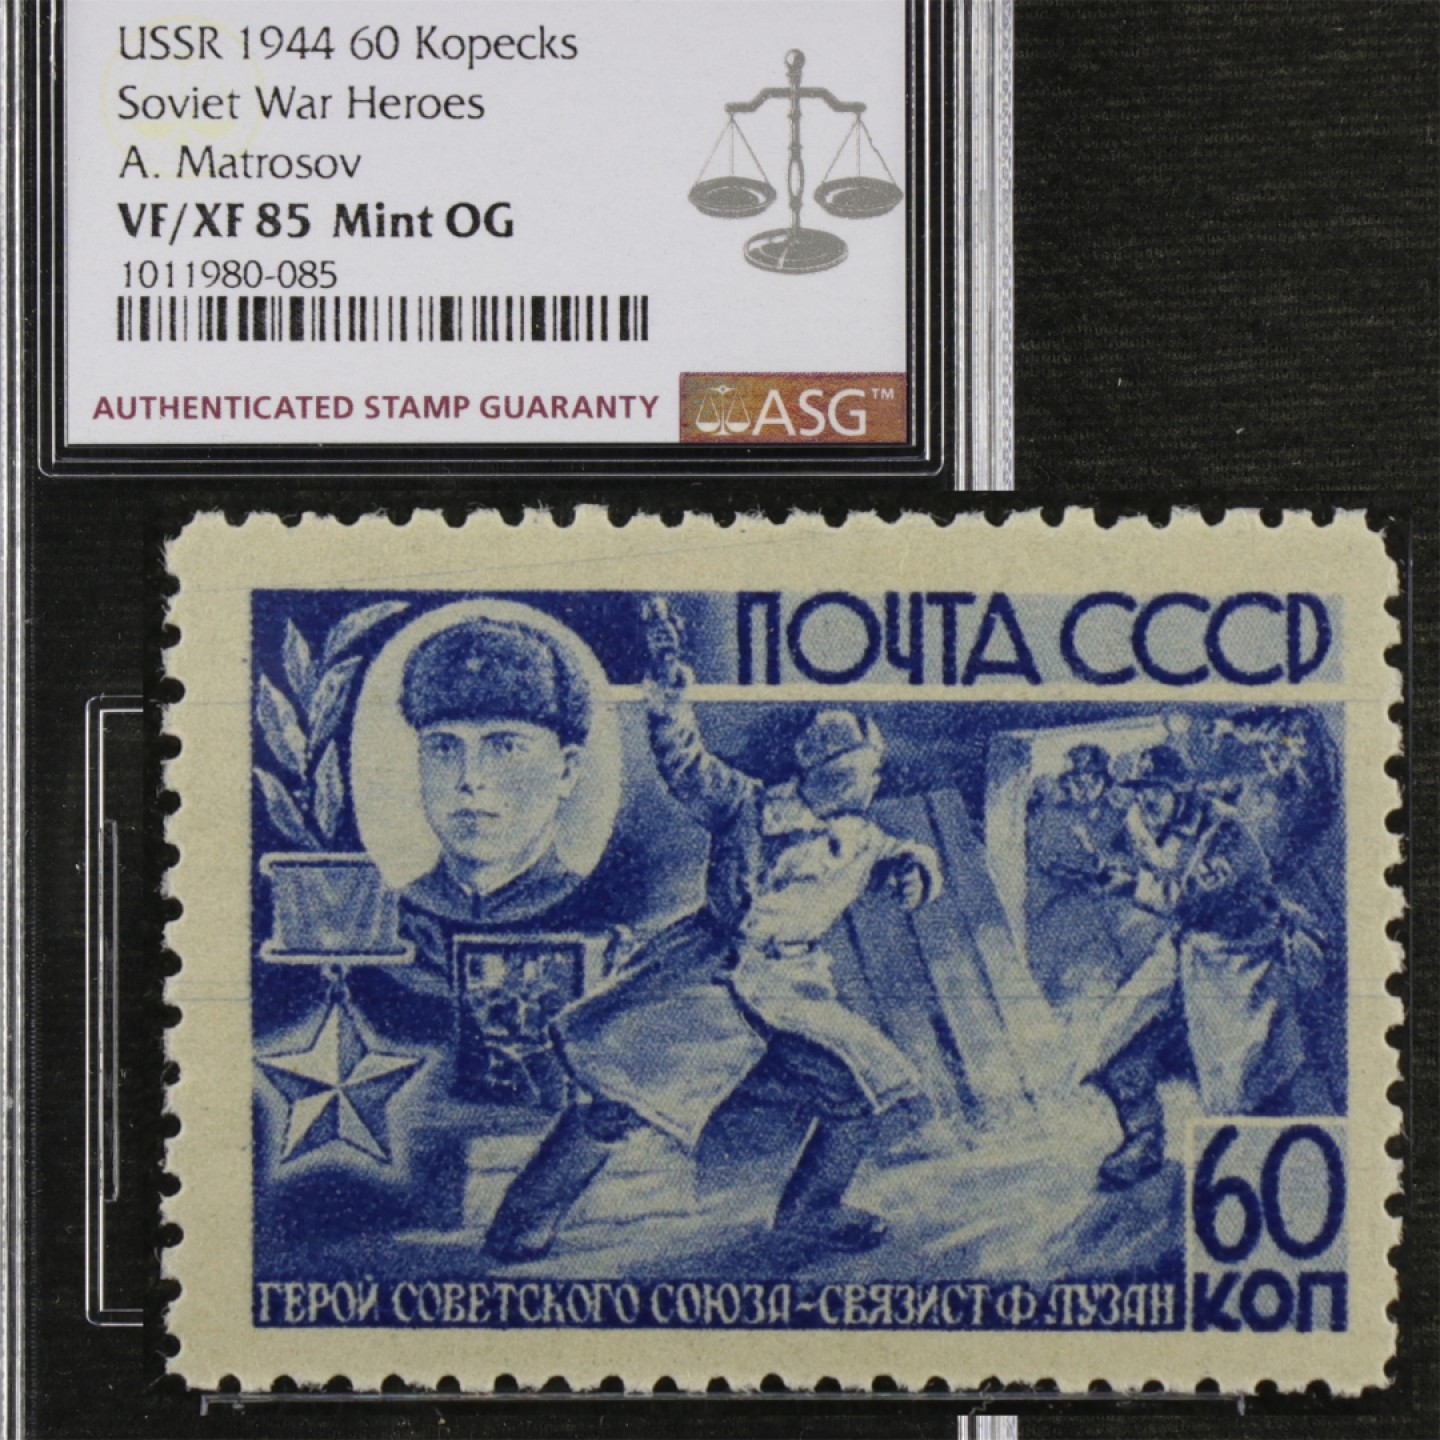 USSR 1944 60 Kopecks
Soviet War Heroes
A. Matrosov
VF/XF 85 Mint OG
1011980-085
AUTHENTICATED STAMP GUARANTY ASG™
ПОЧТА СССР
60
КОП
ГЕРОЙ СОВЕТСКОГО СОЮЗА-СВЯЗИСТ Ф. ЛУЗАН